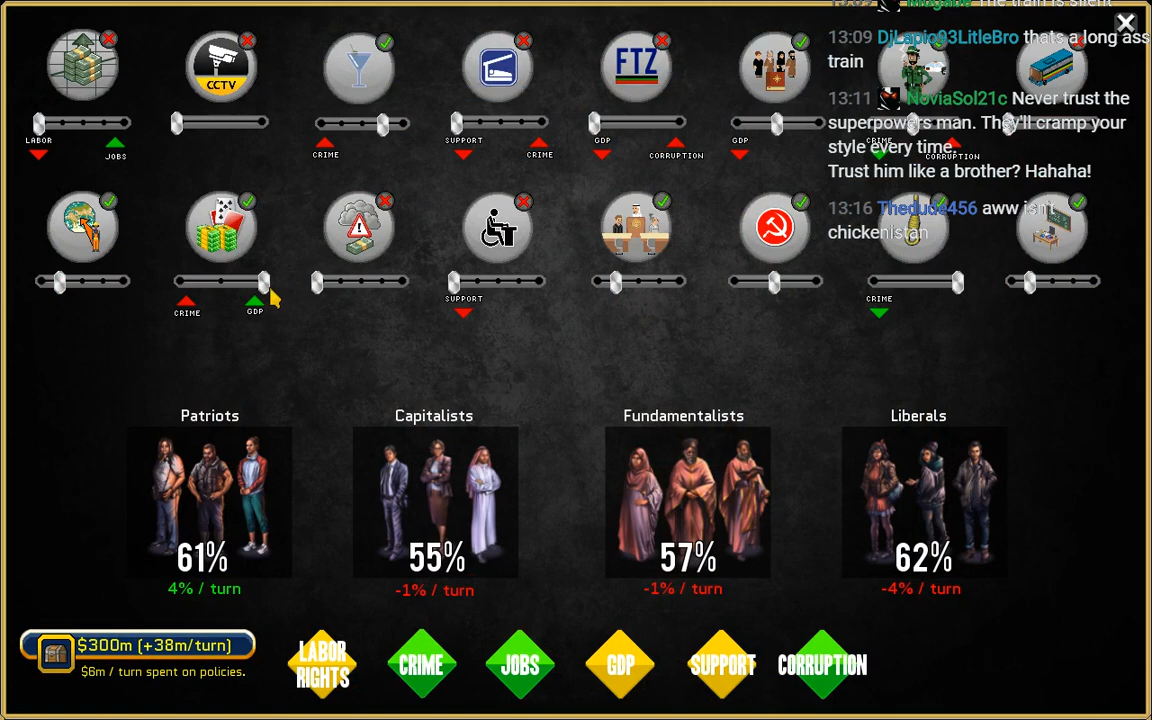 13:09 DjLapio93LitleBro thats a long ass
train
13:11 NoviaSol21c Never trust the
superpowers man. They'll cramp your
style every time.
Trust him like a brother? Hahaha!
13:16 Thedude456 aww isn't
chickenistan
CCTV
FTZ
LABOR
JOBS
CRIME
SUPPORT
CRIME
GDP
CORRUPTION
GDP
CRIME
CORRUPTION
CRIME
GDP
SUPPORT
CRIME
Patriots
Capitalists
Fundamentalists
Liberals
61%
55%
57%
62%
4% / turn
-1% / turn
-1% / turn
-4% / turn
$300m (+38m/turn)
$6m / turn spent on policies.
LABOR
RIGHTS
CRIME
JOBS
GDP
SUPPORT
CORRUPTION